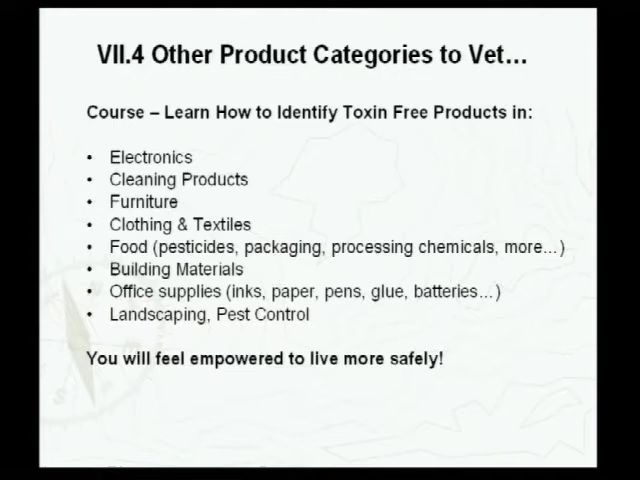 VII.4 Other Product Categories to Vet…
Course – Learn How to Identify Toxin Free Products in:
• Electronics
• Cleaning Products
• Furniture
• Clothing & Textiles
• Food (pesticides, packaging, processing chemicals, more…)
• Building Materials
• Office supplies (inks, paper, pens, glue, batteries…)
• Landscaping, Pest Control
You will feel empowered to live more safely!